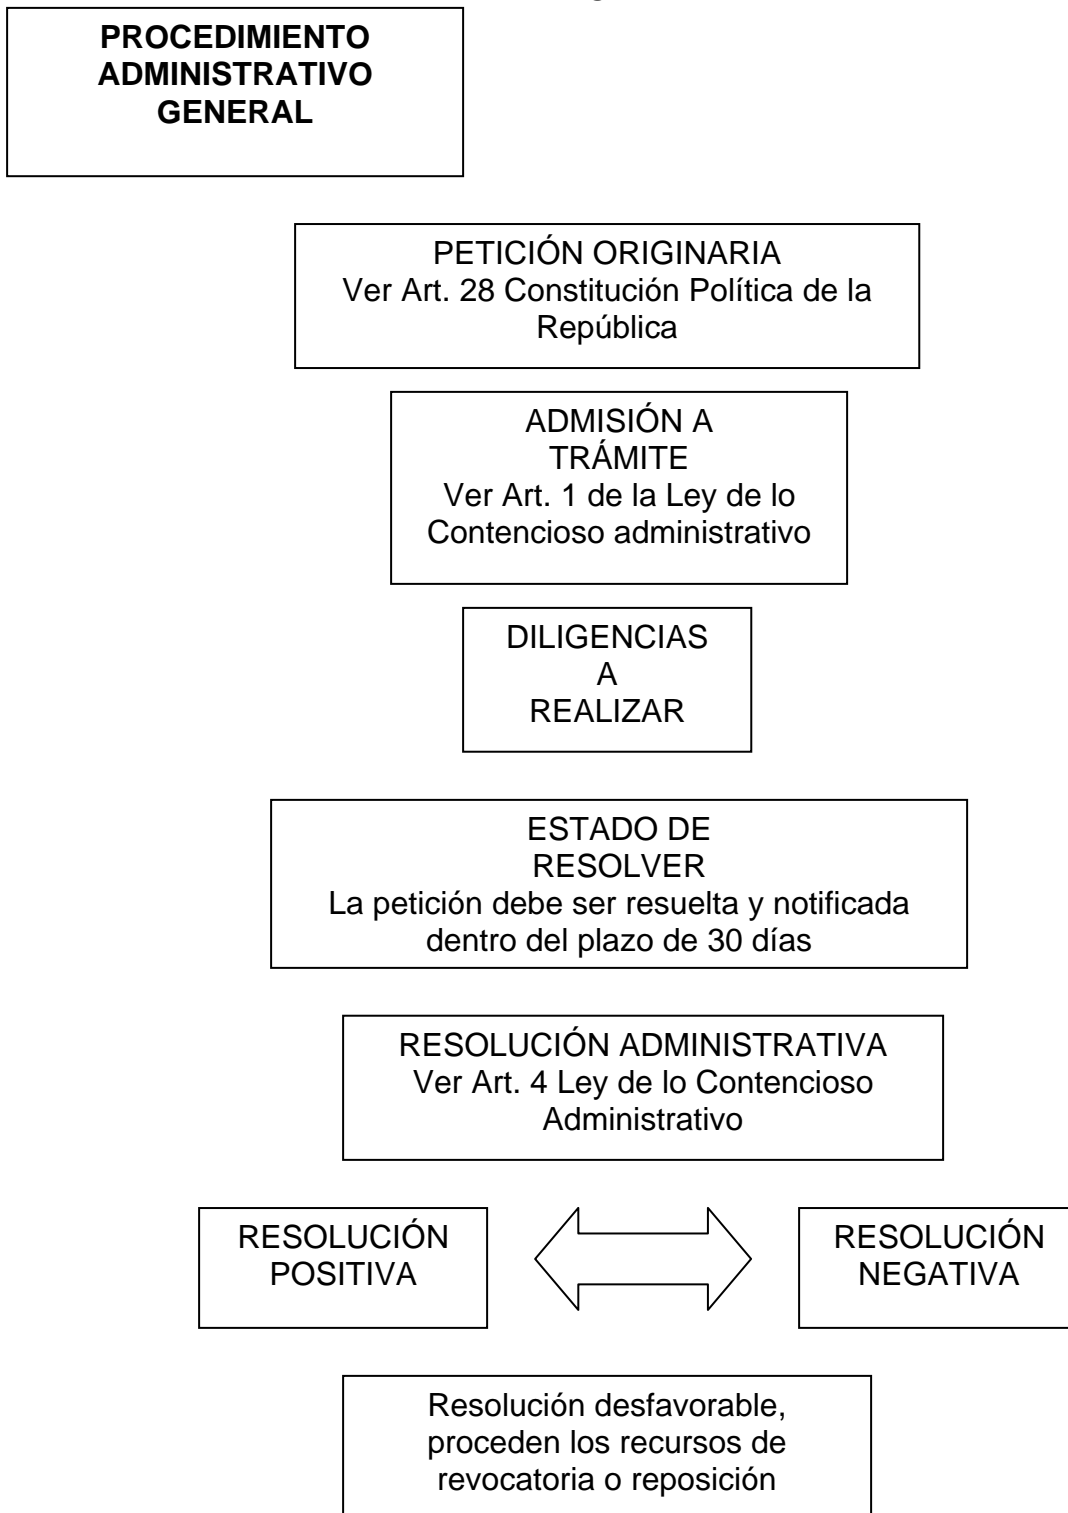 PROCEDIMIENTO
ADMINISTRATIVO
GENERAL
PETICIÓN ORIGINARIA
Ver Art. 28 Constitución Política de la
República
ADMISIÓN A
TRÁMITE
Ver Art. 1 de la Ley de lo
Contencioso administrativo
DILIGENCIAS
A
REALIZAR
ESTADO DE
RESOLVER
La petición debe ser resuelta y notificada
dentro del plazo de 30 días
RESOLUCIÓN ADMINISTRATIVA
Ver Art. 4 Ley de lo Contencioso
Administrativo
RESOLUCIÓN
POSITIVA
RESOLUCIÓN
NEGATIVA
Resolución desfavorable,
proceden los recursos de
revocatoria o reposición